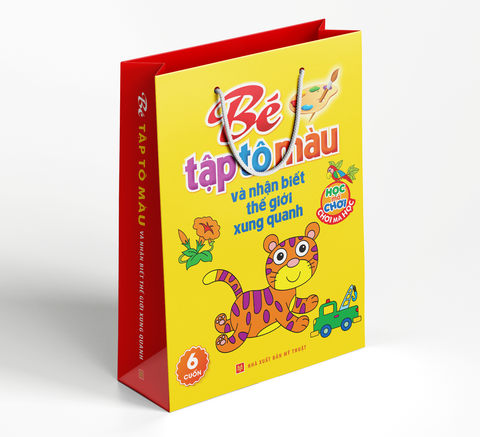 Bé
tập tô màu
và nhận biết
thế giới
xung quanh
HỌC
mà
CHƠI
CHƠI MÀ HỌC
6
CUỐN
NHÀ XUẤT BẢN MỸ THUẬT
Bé
TẬP TÔ MÀU
VÀ NHẬN BIẾT THẾ GIỚI XUNG QUANH